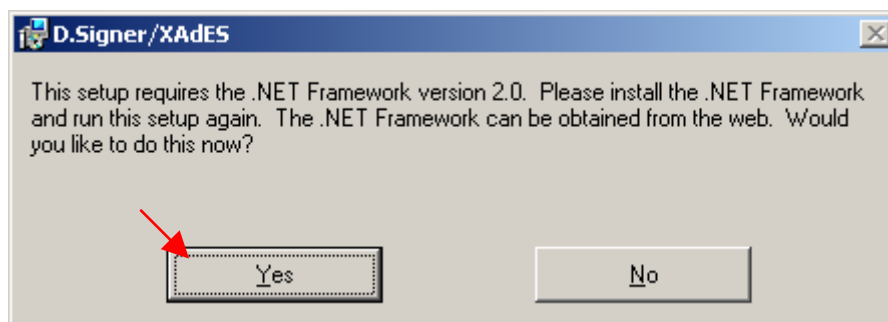 D.Signer/XAdES
This setup requires the .NET Framework version 2.0.  Please install the .NET Framework
and run this setup again.  The .NET Framework can be obtained from the web.  Would
you like to do this now?
Yes
No